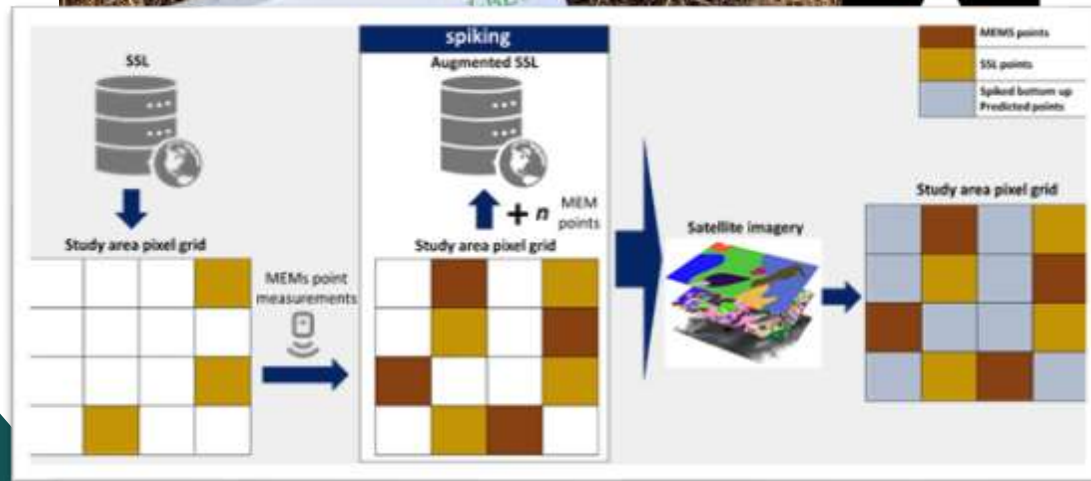 SSL
Study area pixel grid
MEMs point
measurements
spiking
Augmented SSL
+ n MEM
points
Study area pixel grid
Satellite imagery
MEMS points
SSL points
Spiked bottom up
Predicted points
Study area pixel grid